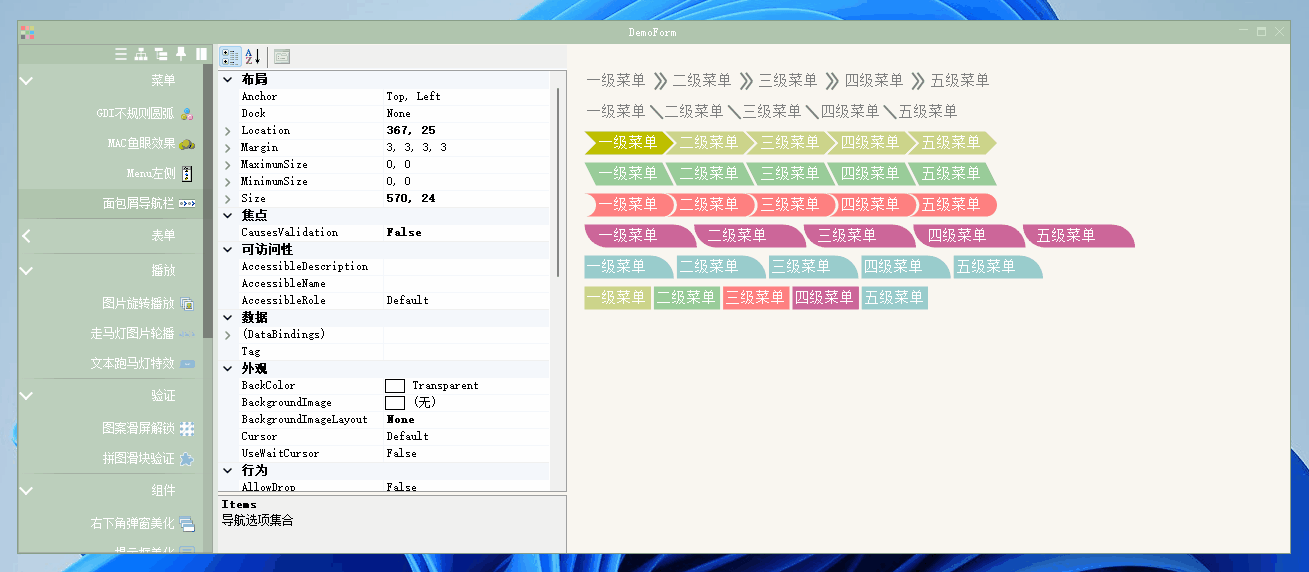 DemoForm
菜单
GDI不规则圆弧
MAC鱼眼效果
Menu左侧
面包屑导航栏
表单
播放
图片旋转播放
走马灯图片轮播
文本跑马灯特效
验证
图案滑屏解锁
拼图滑块验证
组件
右下角弹窗美化
提示框美化
布局
Anchor Top, Left
Dock None
Location 367, 25
Margin 3, 3, 3, 3
MaximumSize 0, 0
MinimumSize 0, 0
Size 570, 24
焦点
CausesValidation False
可访问性
AccessibleDescription
AccessibleName
AccessibleRole Default
数据
(DataBindings)
Tag
外观
BackColor Transparent
BackgroundImage (无)
BackgroundImageLayout None
Cursor Default
UseWaitCursor False
行为
AllowDrop False
Items
导航选项集合
一级菜单 二级菜单 三级菜单 四级菜单 五级菜单
一级菜单 二级菜单 三级菜单 四级菜单 五级菜单
一级菜单 二级菜单 三级菜单 四级菜单 五级菜单
一级菜单 二级菜单 三级菜单 四级菜单 五级菜单
一级菜单 二级菜单 三级菜单 四级菜单 五级菜单
一级菜单 二级菜单 三级菜单 四级菜单 五级菜单
一级菜单 二级菜单 三级菜单 四级菜单 五级菜单
一级菜单 二级菜单 三级菜单 四级菜单 五级菜单